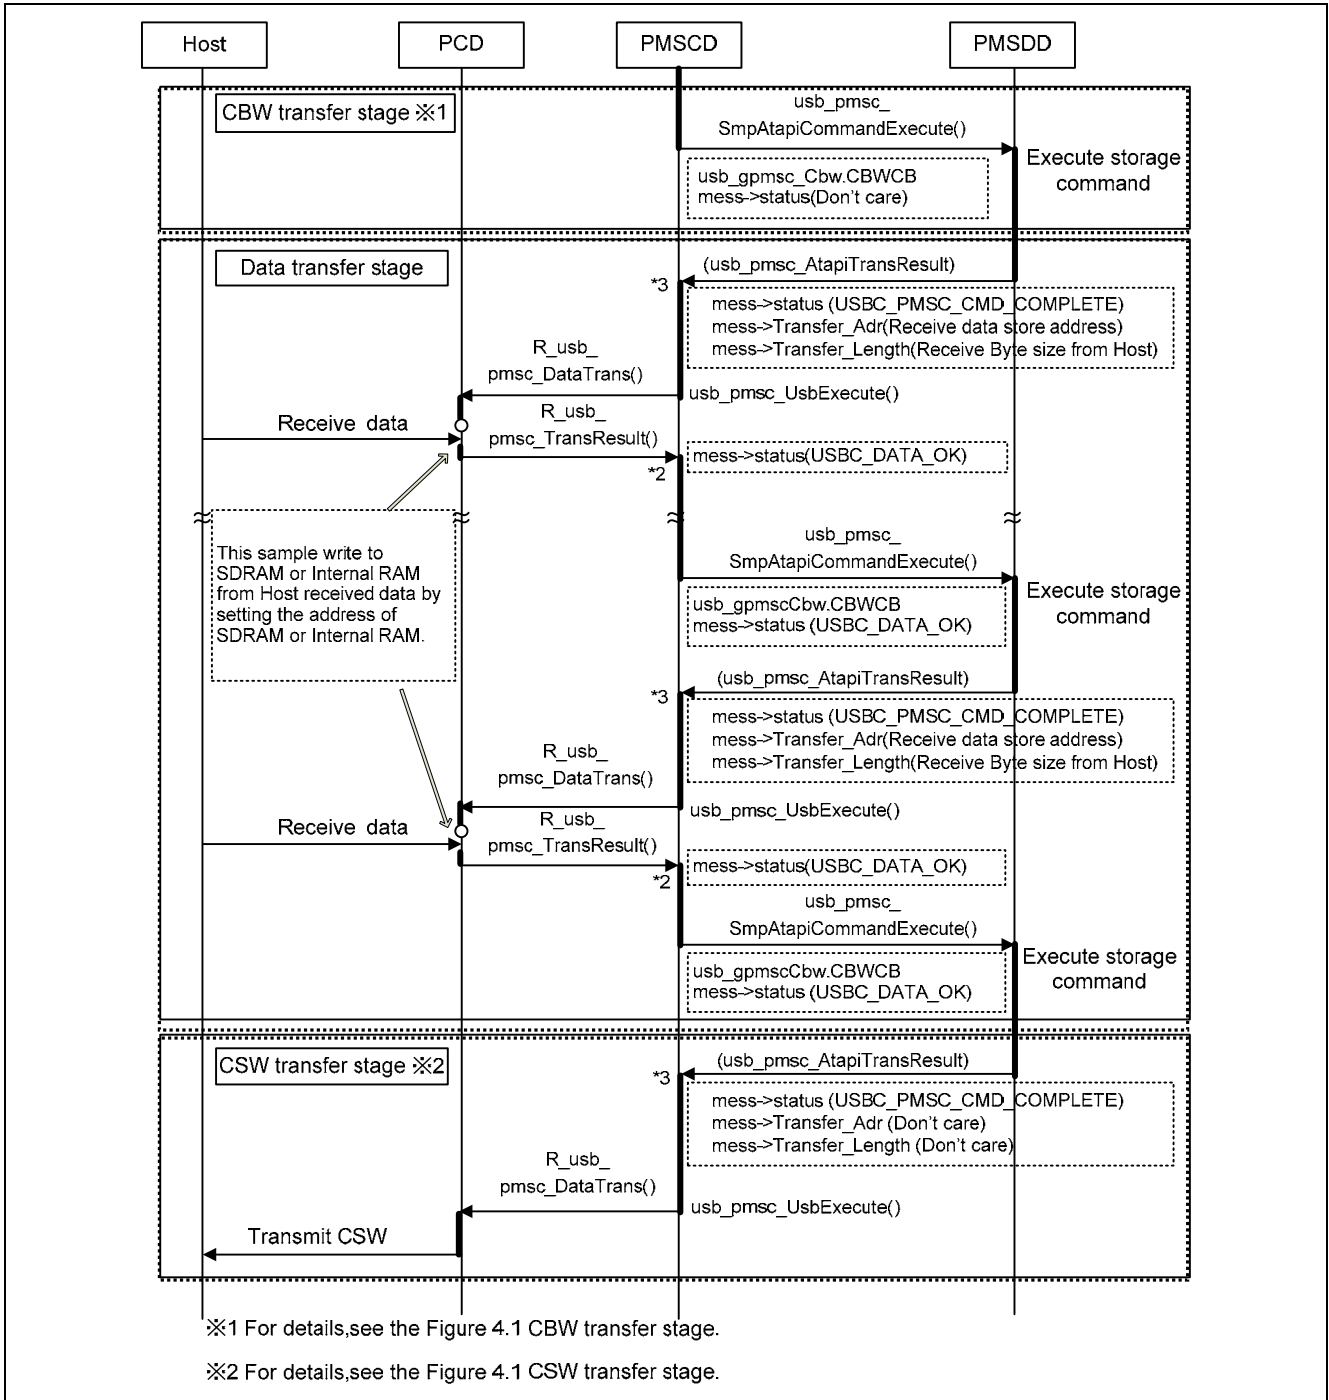 Host
PCD
PMSCD
PMSDD
CBW transfer stage ※1
usb_pmsc_
SmpAtapiCommandExecute()
Execute storage
command
usb_gpmsc_Cbw.CBWCB
mess->status(Don't care)
Data transfer stage
(usb_pmsc_AtapiTransResult)
*3
mess->status (USBC_PMSC_CMD_COMPLETE)
mess->Transfer_Adr(Receive data store address)
mess->Transfer_Length(Receive Byte size from Host)
R_usb_
pmsc_DataTrans()
usb_pmsc_UsbExecute()
Receive data
R_usb_
pmsc_TransResult()
*2
mess->status(USBC_DATA_OK)
This sample write to
SDRAM or Internal RAM
from Host received data by
setting the address of
SDRAM or Internal RAM.
usb_pmsc_
SmpAtapiCommandExecute()
Execute storage
command
usb_gpmscCbw.CBWCB
mess->status (USBC_DATA_OK)
(usb_pmsc_AtapiTransResult)
*3
mess->status (USBC_PMSC_CMD_COMPLETE)
mess->Transfer_Adr(Receive data store address)
mess->Transfer_Length(Receive Byte size from Host)
R_usb_
pmsc_DataTrans()
usb_pmsc_UsbExecute()
Receive data
R_usb_
pmsc_TransResult()
*2
mess->status(USBC_DATA_OK)
usb_pmsc_
SmpAtapiCommandExecute()
Execute storage
command
usb_gpmscCbw.CBWCB
mess->status (USBC_DATA_OK)
CSW transfer stage ※2
(usb_pmsc_AtapiTransResult)
*3
mess->status (USBC_PMSC_CMD_COMPLETE)
mess->Transfer_Adr (Don't care)
mess->Transfer_Length (Don't care)
R_usb_
pmsc_DataTrans()
usb_pmsc_UsbExecute()
Transmit CSW
※1 For details,see the Figure 4.1 CBW transfer stage.
※2 For details,see the Figure 4.1 CSW transfer stage.